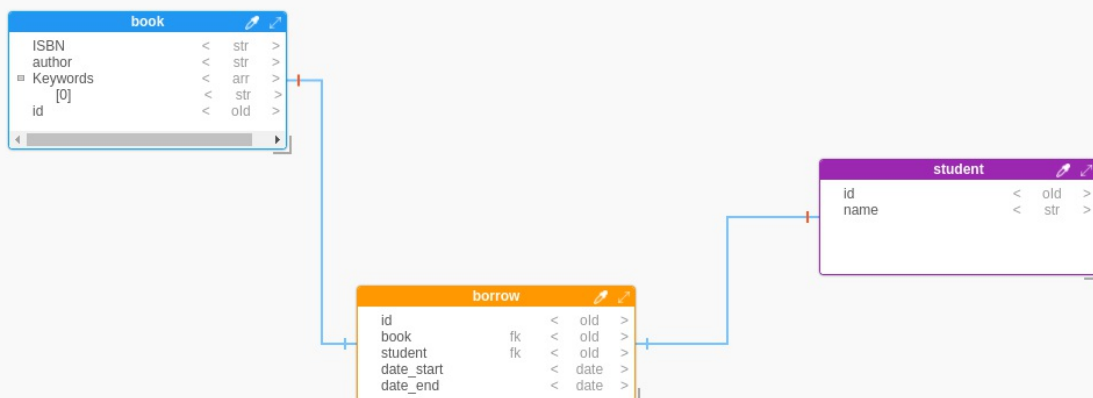 book
ISBN < str >
author < str >
Keywords < arr >
[0] < str >
id < oId >
student
id < oId >
name < str >
borrow
id < oId >
book fk < oId >
student fk < oId >
date_start < date >
date_end < date >